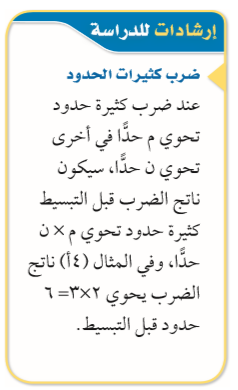 إرشادات للدراسة
ضرب كثيرات الحدود
عند ضرب كثيرة حدود
تحوي م حدًّا في أخرى
تحوي ن حدًّا، سيكون
ناتج الضرب قبل التبسيط
كثيرة حدود تحوي م × ن
حدًّا، وفي المثال (٤أ) ناتج
الضرب يحوي ٢×٣= ٦
حدود قبل التبسيط.